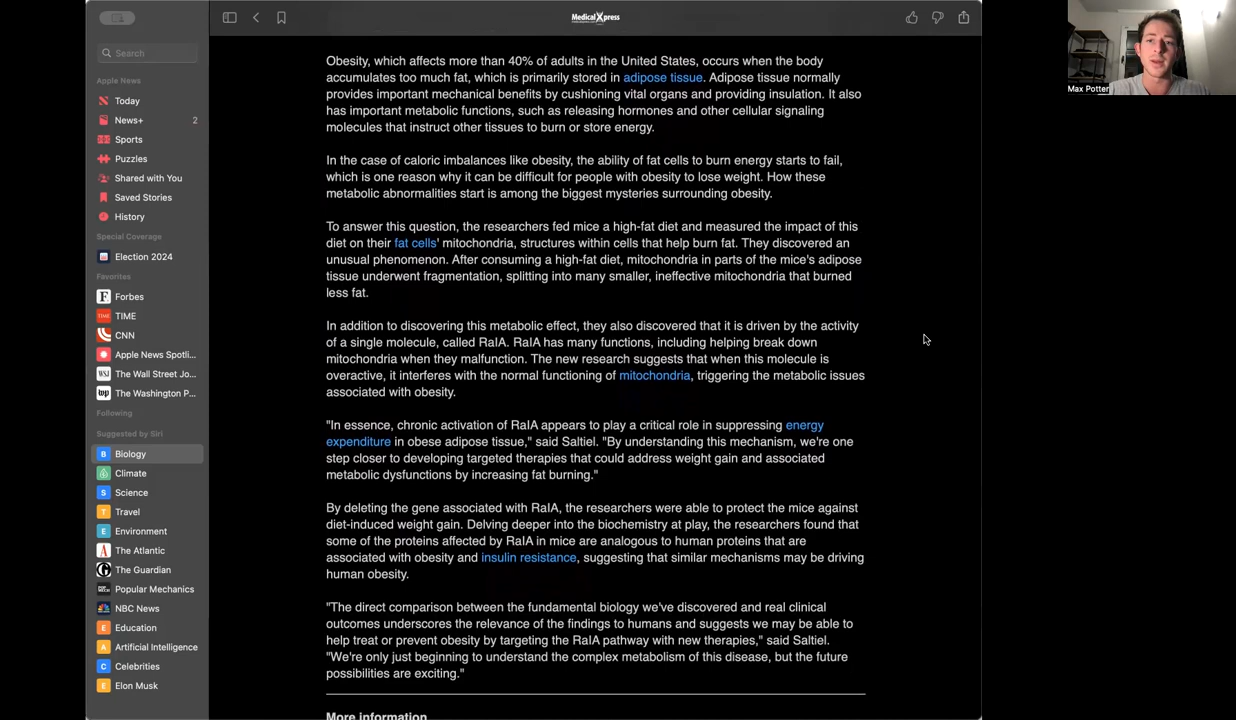 MedicalXpress
Search
Apple News
Today
News+
2
Sports
Puzzles
Shared with You
Saved Stories
History
Special Coverage
Election 2024
Favorites
Forbes
TIME
CNN
Apple News Spotli...
The Wall Street Jo...
The Washington P...
Following
Suggested by Siri
Biology
Climate
Science
Travel
Environment
The Atlantic
The Guardian
Popular Mechanics
NBC News
Education
Artificial Intelligence
Celebrities
Elon Musk
Obesity, which affects more than 40% of adults in the United States, occurs when the body
accumulates too much fat, which is primarily stored in adipose tissue. Adipose tissue normally
provides important mechanical benefits by cushioning vital organs and providing insulation. It also
has important metabolic functions, such as releasing hormones and other cellular signaling
molecules that instruct other tissues to burn or store energy.
In the case of caloric imbalances like obesity, the ability of fat cells to burn energy starts to fail,
which is one reason why it can be difficult for people with obesity to lose weight. How these
metabolic abnormalities start is among the biggest mysteries surrounding obesity.
To answer this question, the researchers fed mice a high-fat diet and measured the impact of this
diet on their fat cells' mitochondria, structures within cells that help burn fat. They discovered an
unusual phenomenon. After consuming a high-fat diet, mitochondria in parts of the mice's adipose
tissue underwent fragmentation, splitting into many smaller, ineffective mitochondria that burned
less fat.
In addition to discovering this metabolic effect, they also discovered that it is driven by the activity
of a single molecule, called RaIA. RaIA has many functions, including helping break down
mitochondria when they malfunction. The new research suggests that when this molecule is
overactive, it interferes with the normal functioning of mitochondria, triggering the metabolic issues
associated with obesity.
"In essence, chronic activation of RaIA appears to play a critical role in suppressing energy
expenditure in obese adipose tissue," said Saltiel. "By understanding this mechanism, we're one
step closer to developing targeted therapies that could address weight gain and associated
metabolic dysfunctions by increasing fat burning."
By deleting the gene associated with RaIA, the researchers were able to protect the mice against
diet-induced weight gain. Delving deeper into the biochemistry at play, the researchers found that
some of the proteins affected by RaIA in mice are analogous to human proteins that are
associated with obesity and insulin resistance, suggesting that similar mechanisms may be driving
human obesity.
"The direct comparison between the fundamental biology we've discovered and real clinical
outcomes underscores the relevance of the findings to humans and suggests we may be able to
help treat or prevent obesity by targeting the RaIA pathway with new therapies," said Saltiel.
"We're only just beginning to understand the complex metabolism of this disease, but the future
possibilities are exciting."
More information
Max Potter